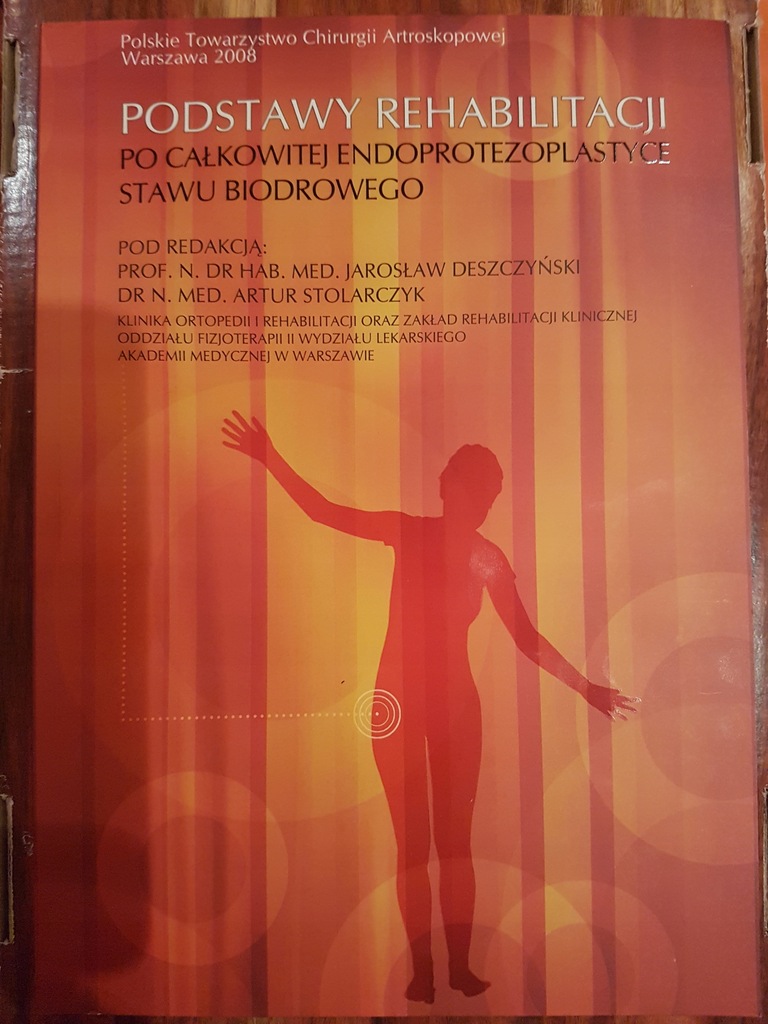 Polskie Towarzystwo Chirurgii Artroskopowej
Warszawa 2008
PODSTAWY REHABILITACJI
PO CAŁKOWITEJ ENDOPROTEZOPLASTYCE
STAWU BIODROWEGO
POD REDAKCJĄ:
PROF. N. DR HAB. MED. JAROSŁAW DESZCZYŃSKI
DR N. MED. ARTUR STOLARCZYK
KLINIKA ORTOPEDII I REHABILITACJI ORAZ ZAKŁAD REHABILITACJI KLINICZNEJ
ODDZIAŁU FIZJOTERAPII II WYDZIAŁU LEKARSKIEGO
AKADEMII MEDYCZNEJ W WARSZAWIE